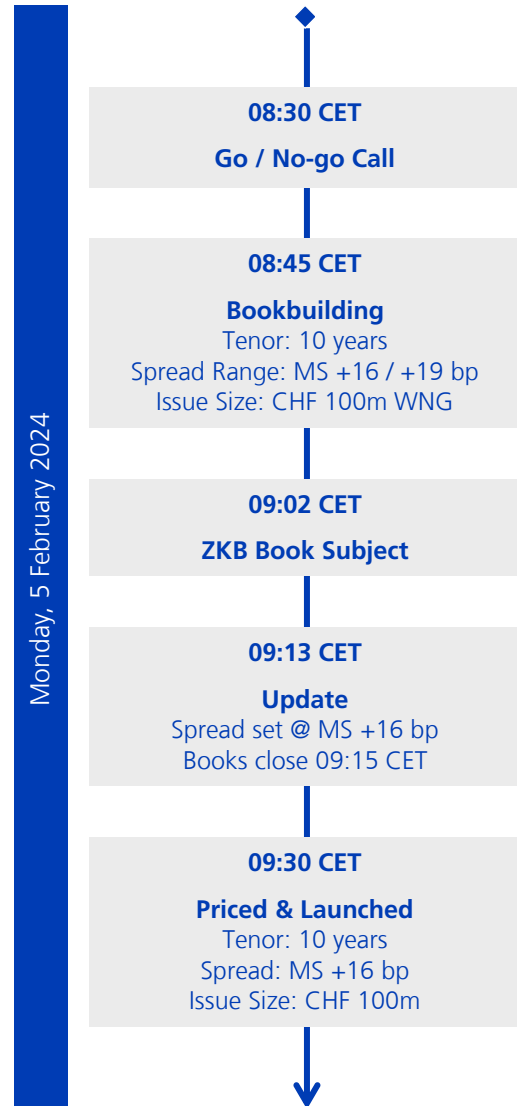 Monday, 5 February 2024
08:30 CET
Go / No-go Call
08:45 CET
Bookbuilding
Tenor: 10 years
Spread Range: MS +16 / +19 bp
Issue Size: CHF 100m WNG
09:02 CET
ZKB Book Subject
09:13 CET
Update
Spread set @ MS +16 bp
Books close 09:15 CET
09:30 CET
Priced & Launched
Tenor: 10 years
Spread: MS +16 bp
Issue Size: CHF 100m